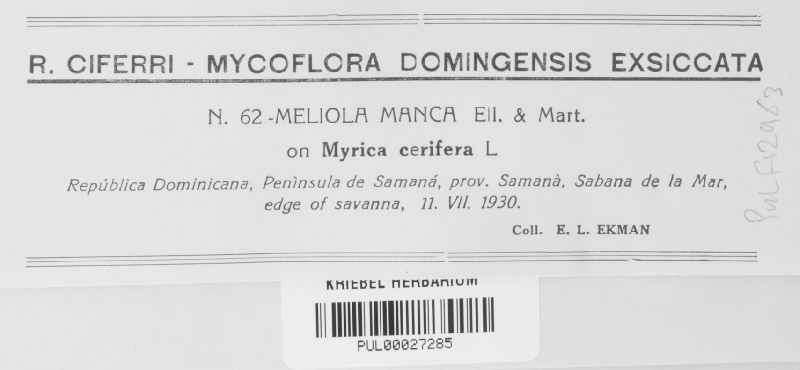 R. CIFERRI - MYCOFLORA DOMINGENSIS EXSICCATA
N. 62-MELIOLA MANCA Ell. & Mart.
on Myrica cerifera L
República Dominicana, Penìnsula de Samaná, prov. Samanà, Sabana de la Mar,
edge of savanna, 11. VII. 1930.
Coll. E. L. EKMAN
PuL F12963
KRIEBEL HERBARIUM
PUL00027285